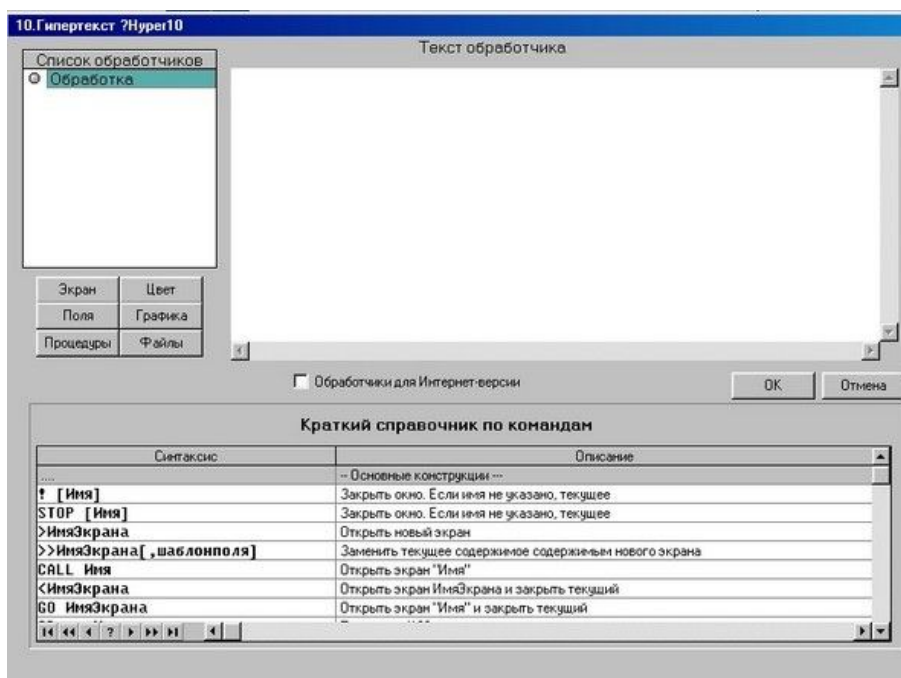 10.Гипертекст ?Hyper10
Текст обработчика
Список обработчиков
Обработка
Экран Цвет
Поля Графика
Процедуры Файлы
Обработчики для Интернет-версии
OK Отмена
Краткий справочник по командам
Синтаксис Описание
.... -- Основные конструкции ---
! [Имя] Закрыть окно. Если имя не указано, текущее
STOP [Имя] Закрыть окно. Если имя не указано, текущее
>ИмяЭкрана Открыть новый экран
>>ИмяЭкрана[,шаблонполя] Заменить текущее содержимое содержимым нового экрана
CALL Имя Открыть экран "Имя"
<ИмяЭкрана Открыть экран ИмяЭкрана и закрыть текущий
GO ИмяЭкрана Открыть экран "Имя" и закрыть текущий